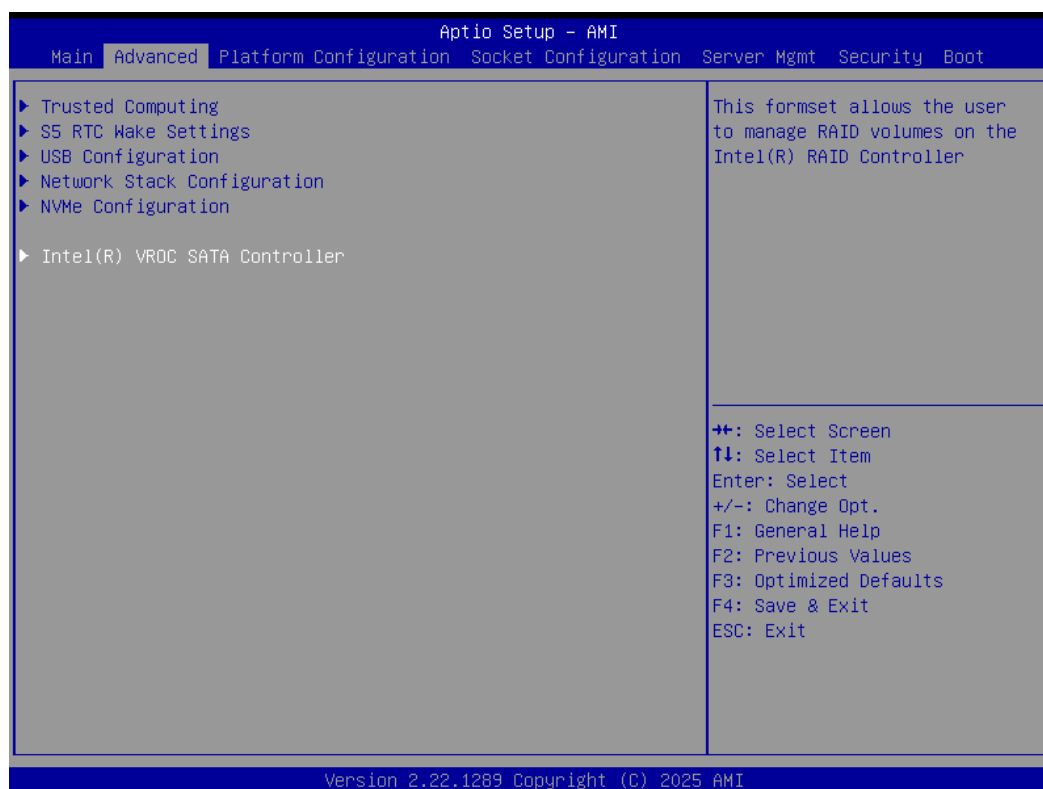 Aptio Setup - AMI
Main Advanced Platform Configuration Socket Configuration Server Mgmt Security Boot
Trusted Computing
S5 RTC Wake Settings
USB Configuration
Network Stack Configuration
NVMe Configuration
Intel(R) VROC SATA Controller
This formset allows the user
to manage RAID volumes on the
Intel(R) RAID Controller
→←: Select Screen
↑↓: Select Item
Enter: Select
+/-: Change Opt.
F1: General Help
F2: Previous Values
F3: Optimized Defaults
F4: Save & Exit
ESC: Exit
Version 2.22.1289 Copyright (C) 2025 AMI